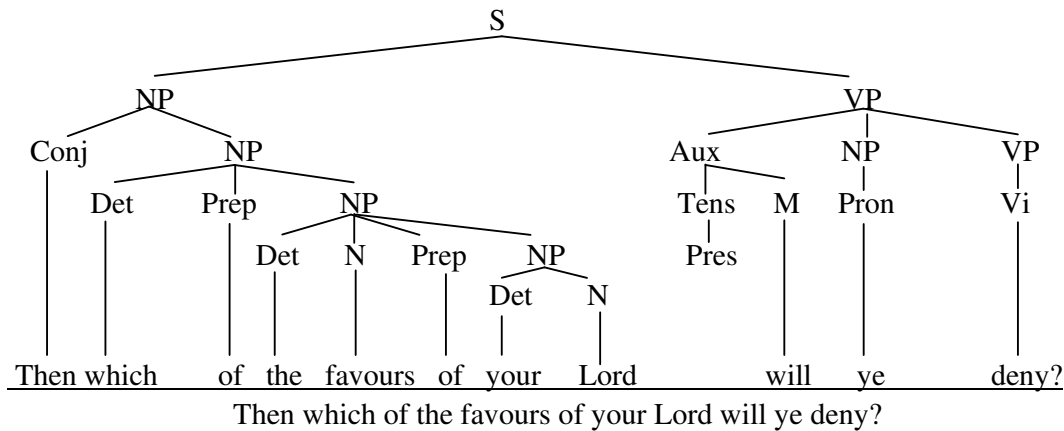 S
NP VP
Conj NP Aux NP VP
Det Prep NP Tens M Pron Vi
Det N Prep NP Pres
Det N
Then which of the favours of your Lord will ye deny?
Then which of the favours of your Lord will ye deny?